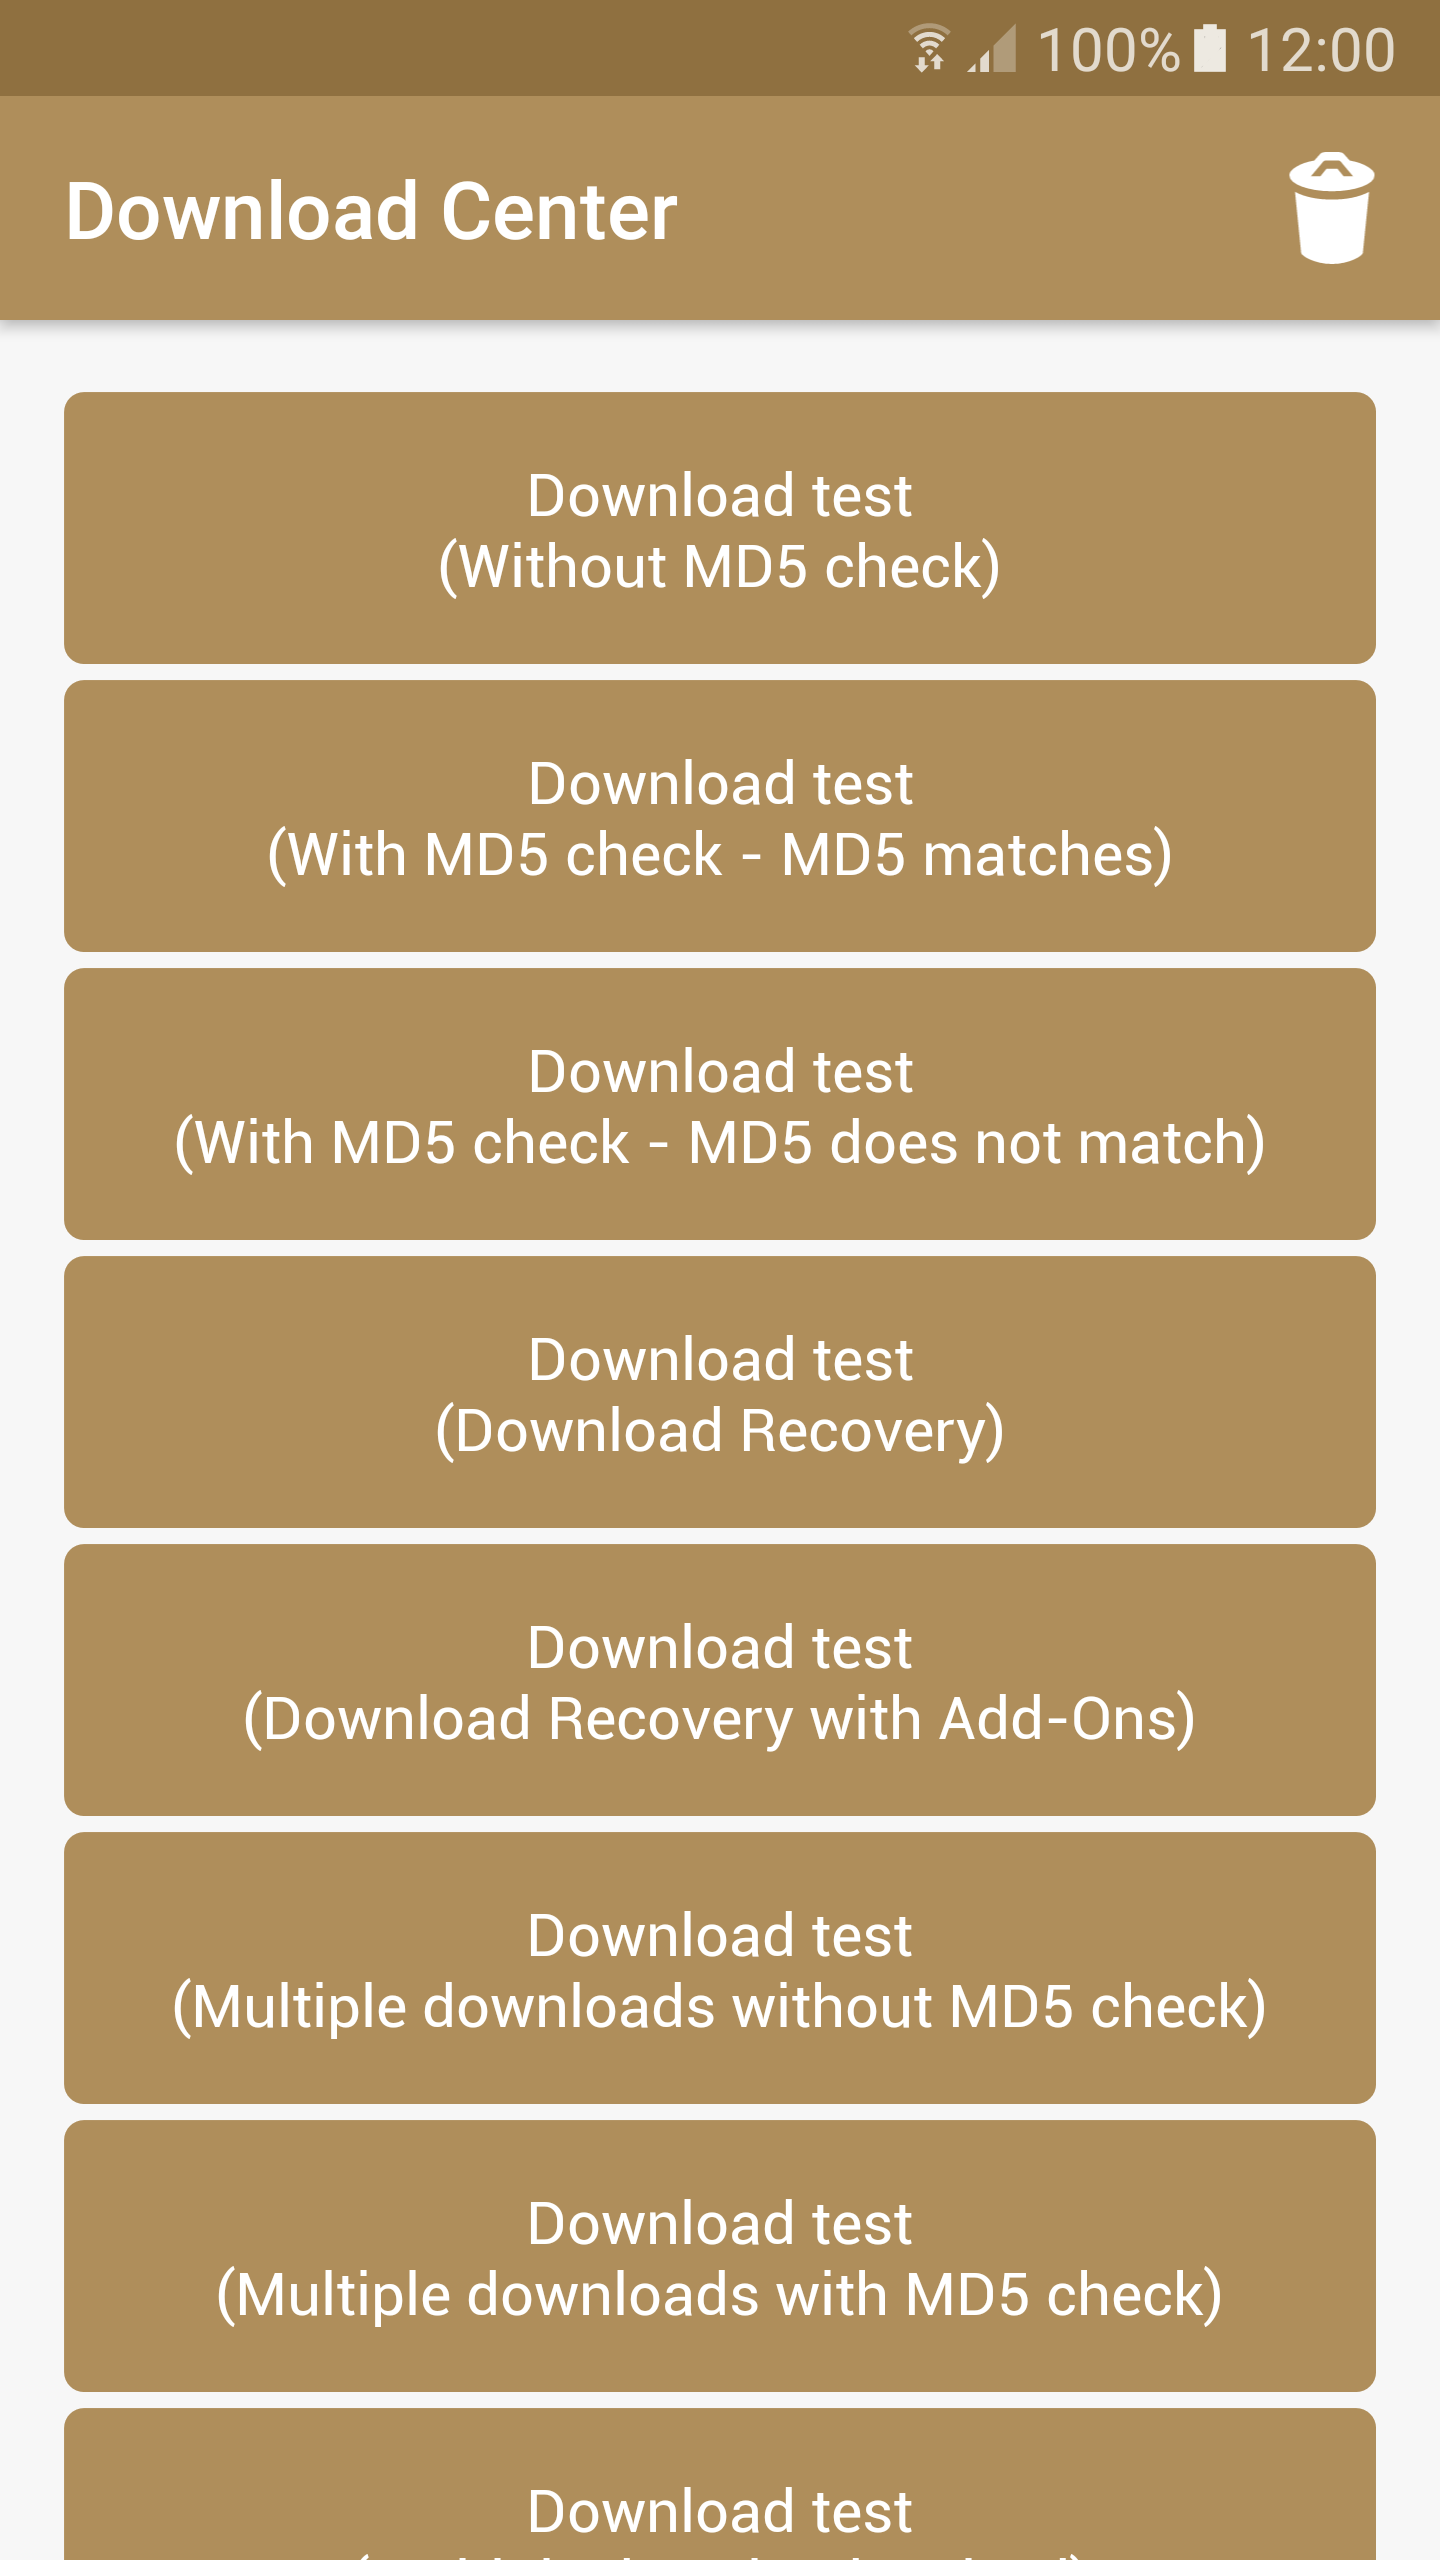 100% 12:00
Download Center
Download test
(Without MD5 check)
Download test
(With MD5 check - MD5 matches)
Download test
(With MD5 check - MD5 does not match)
Download test
(Download Recovery)
Download test
(Download Recovery with Add-Ons)
Download test
(Multiple downloads without MD5 check)
Download test
(Multiple downloads with MD5 check)
Download test